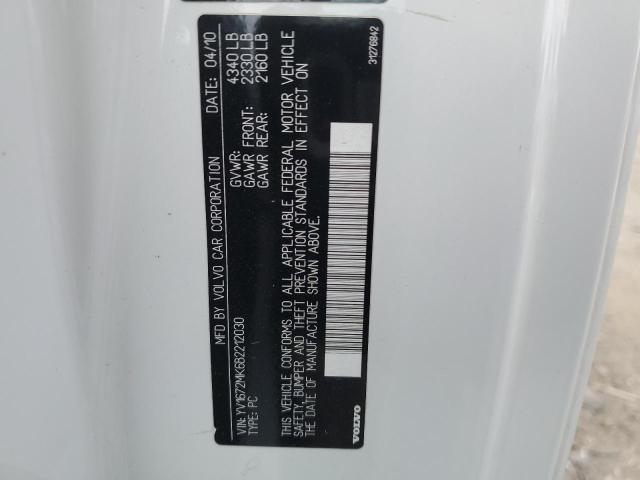 MFD BY VOLVO CAR CORPORATION DATE: 04/10
GVWR: 4340 LB
GAWR FRONT: 2330 LB
GAWR REAR: 2160 LB
VIN: YV1672MK6B2212030
TYPE: PC
THIS VEHICLE CONFORMS TO ALL APPLICABLE FEDERAL MOTOR VEHICLE
SAFETY, BUMPER AND THEFT PREVENTION STANDARDS IN EFFECT ON
THE DATE OF MANUFACTURE SHOWN ABOVE.
VOLVO
31276842